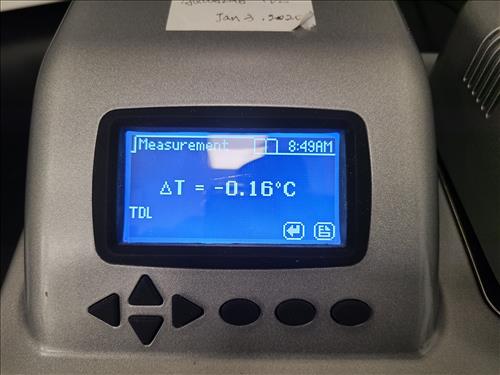 Jan 3, 2020
Measurement 8:49AM
ΔT = -0.16°C
TDL